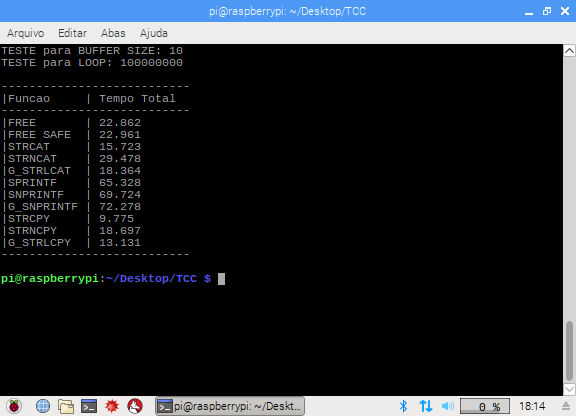 pi@raspberrypi: ~/Desktop/TCC
Arquivo Editar Abas Ajuda
TESTE para BUFFER SIZE: 10
TESTE para LOOP: 100000000
---------------------------
|Funcao     | Tempo Total
---------------------------
|FREE       | 22.862
|FREE SAFE  | 22.961
|STRCAT     | 15.723
|STRNCAT    | 29.478
|G_STRLCAT  | 18.364
|SPRINTF    | 65.328
|SNPRINTF   | 69.724
|G_SNPRINTF | 72.278
|STRCPY     | 9.775
|STRNCPY    | 18.697
|G_STRLCPY  | 13.131
---------------------------
pi@raspberrypi:~/Desktop/TCC $
pi@raspberrypi: ~/Deskt... 0 % 18:14